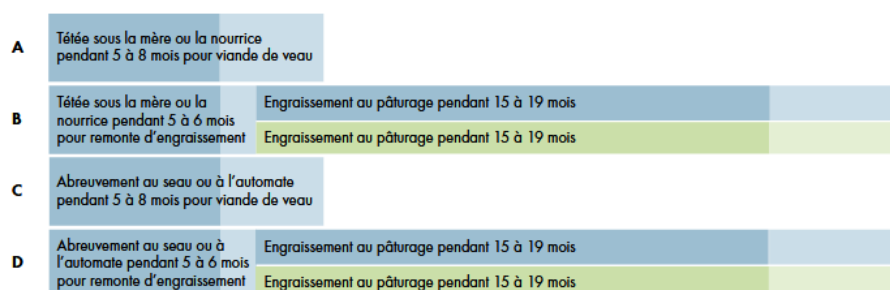 A
Tétée sous la mère ou la nourrice
pendant 5 à 8 mois pour viande de veau
B
Tétée sous la mère ou la
nourrice pendant 5 à 6 mois
pour remonte d'engraissement
Engraissement au pâturage pendant 15 à 19 mois
Engraissement au pâturage pendant 15 à 19 mois
C
Abreuvement au seau ou à l'automate
pendant 5 à 8 mois pour viande de veau
D
Abreuvement au seau ou à
l'automate pendant 5 à 6 mois
pour remonte d'engraissement
Engraissement au pâturage pendant 15 à 19 mois
Engraissement au pâturage pendant 15 à 19 mois